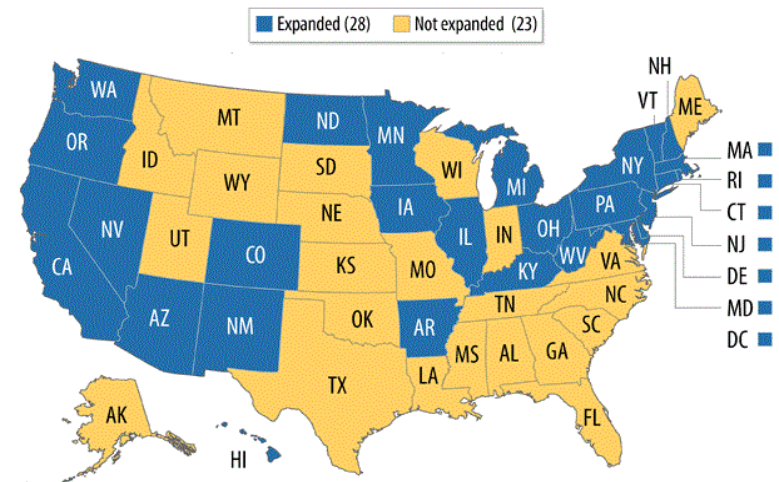 Expanded (28) Not expanded (23)
NH
VT
WA
MT
ND
MN
ME
OR
ID
SD
WI
MI
NY
MA
WY
RI
NV
NE
IA
PA
CT
UT
CO
IL
IN
OH
NJ
CA
KS
MO
KY
WV
VA
DE
AZ
NM
OK
AR
TN
NC
MD
SC
DC
MS
AL
GA
TX
LA
AK
FL
HI